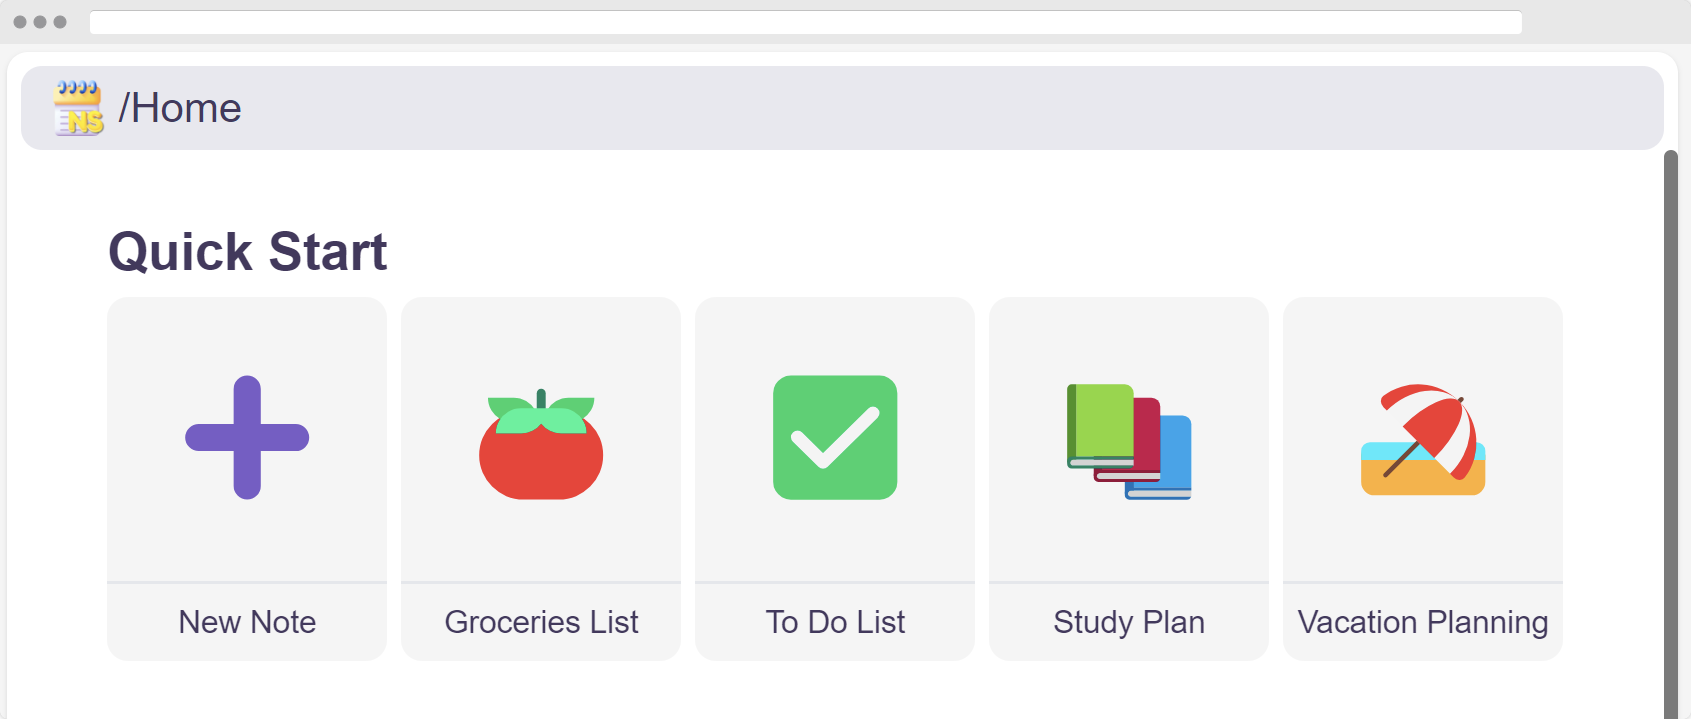 NS
/Home
Quick Start
New Note
Groceries List
To Do List
Study Plan
Vacation Planning